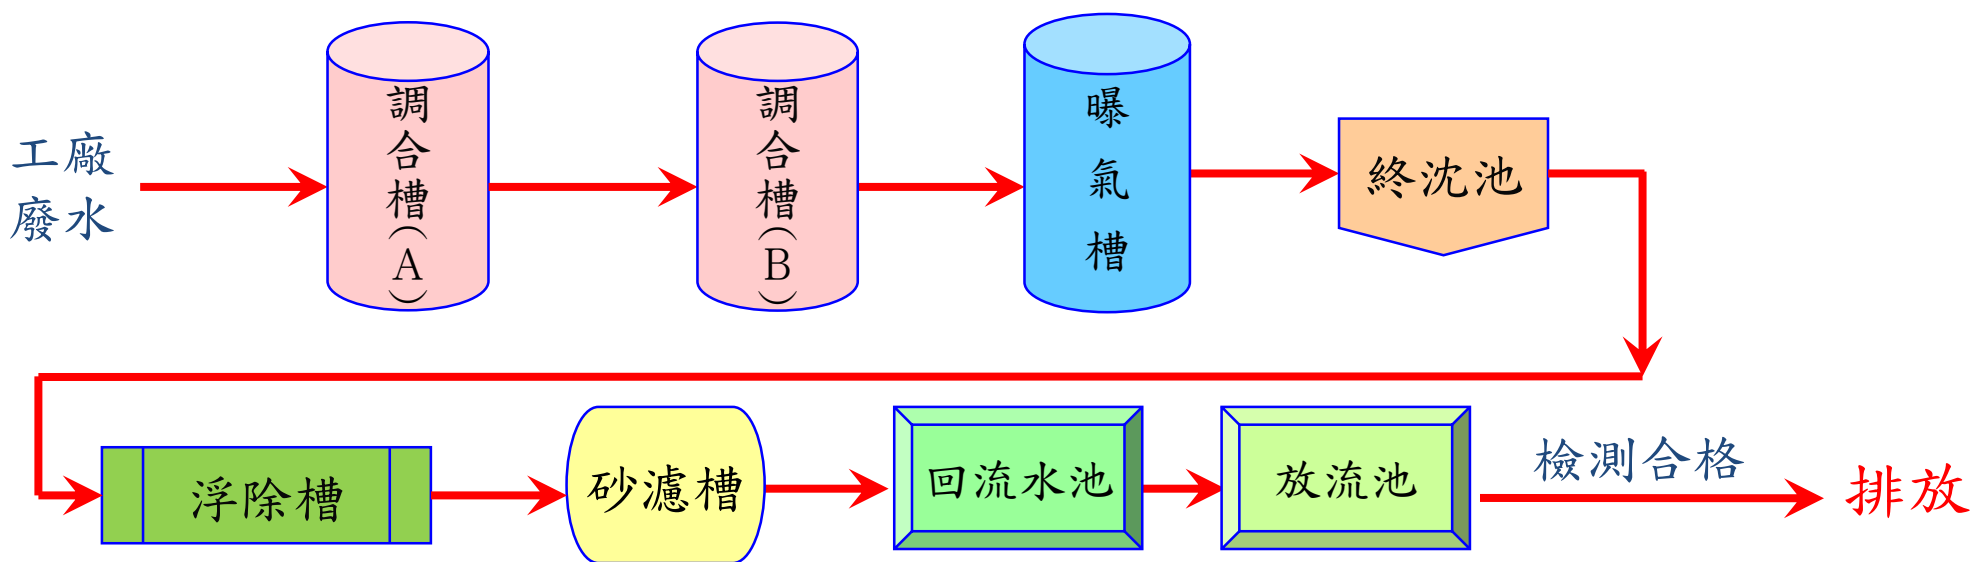 工廠
廢水
調合槽(A)
調合槽(B)
曝氣槽
終沈池
浮除槽
砂濾槽
回流水池
放流池
檢測合格
排放